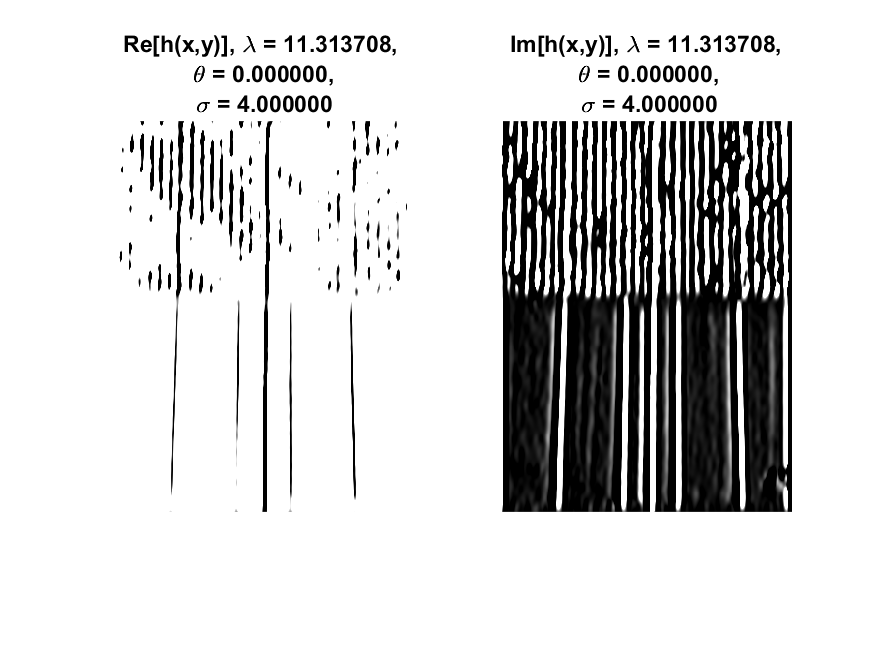 Re[h(x,y)], λ = 11.313708,
θ = 0.000000,
σ = 4.000000
Im[h(x,y)], λ = 11.313708,
θ = 0.000000,
σ = 4.000000